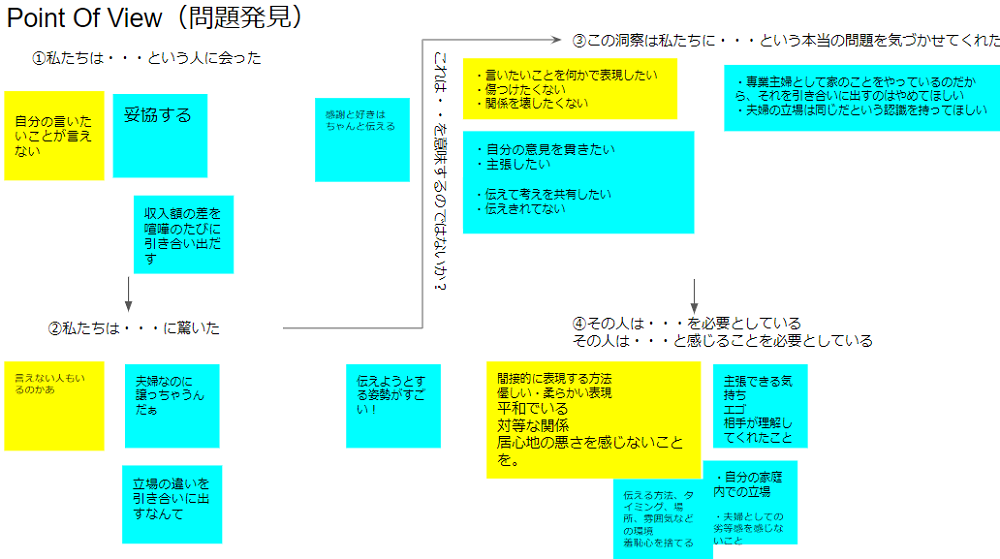 Point Of View（問題発見）
①私たちは・・・という人に会った
自分の言いた
いことが言え
ない
妥協する
感謝と好きは
ちゃんと伝える
収入額の差を
喧嘩のたびに
引き合い出だ
す
②私たちは・・・に驚いた
言えない人もい
るのかあ
夫婦なのに
譲っちゃうん
だぁ
伝えようとす
る姿勢がすご
い！
立場の違いを
引き合いに出
すなんて
これは・・を意味するのではないか？
③この洞察は私たちに・・・という本当の問題を気づかせてくれた
・言いたいことを何かで表現したい
・傷つけたくない
・関係を壊したくない
・専業主婦として家のことをやっているのだか
ら、それを引き合いに出すのはやめてほしい
・夫婦の立場は同じだという認識を持ってほしい
・自分の意見を貫きたい
・主張したい
・伝えて考えを共有したい
・伝えきれてない
④その人は・・・を必要としている
その人は・・・と感じることを必要としている
間接的に表現する方法
優しい・柔らかい表現
平和でいる
対等な関係
居心地の悪さを感じないこと
を。
主張できる気
持ち
エゴ
相手が理解し
てくれたこと
・自分の家庭
内での立場
・夫婦としての
劣等感を感じな
いこと
伝える方法、タ
イミング、場
所、雰囲気などの
の環境
羞恥心を捨てる